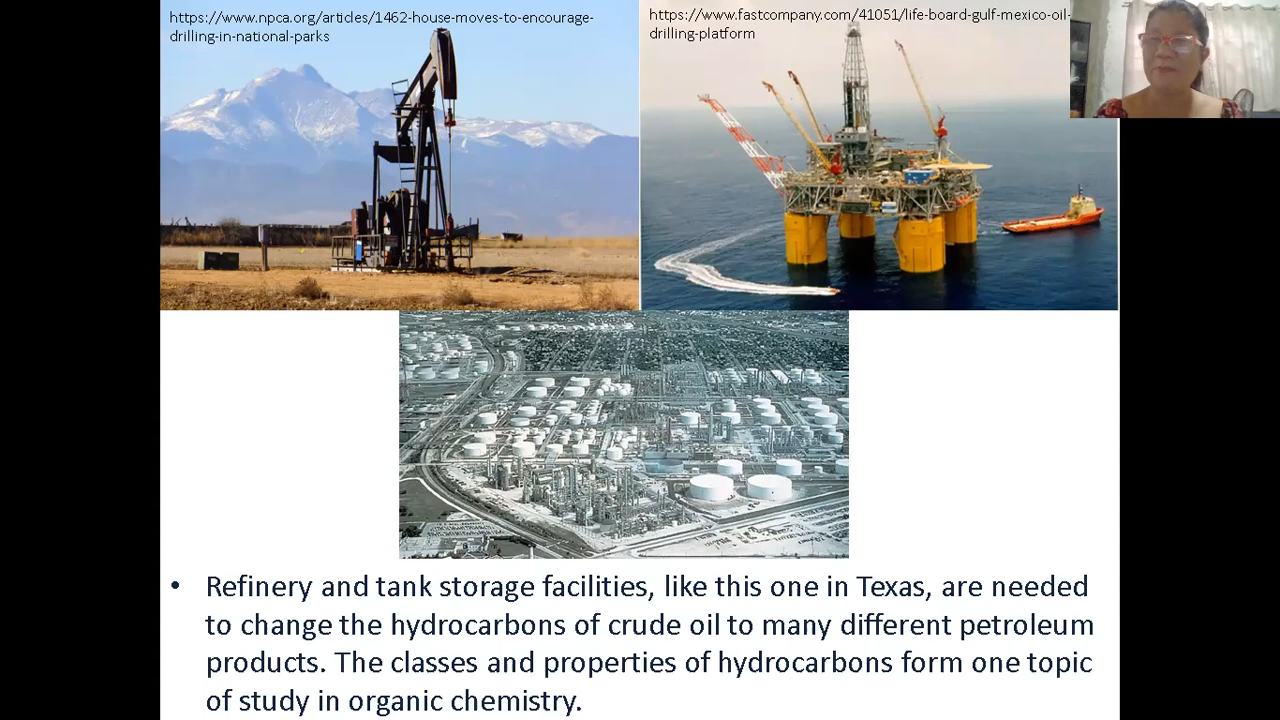 https://www.npca.org/articles/1462-house-moves-to-encourage-
drilling-in-national-parks
https://www.fastcompany.com/41051/life-board-gulf-mexico-oil-
drilling-platform
• Refinery and tank storage facilities, like this one in Texas, are needed
to change the hydrocarbons of crude oil to many different petroleum
products. The classes and properties of hydrocarbons form one topic
of study in organic chemistry.